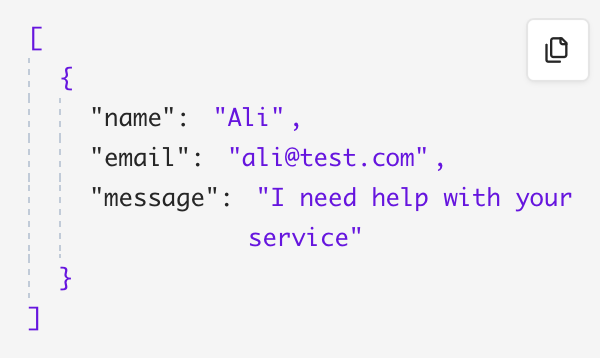 [
{
"name": "Ali",
"email": "ali@test.com",
"message": "I need help with your
service"
}
]